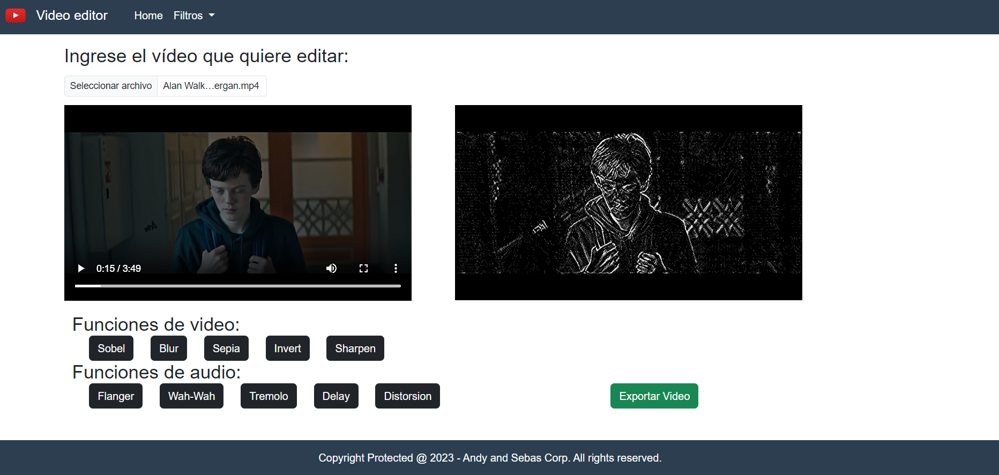 Video editor Home Filtros
Ingrese el vídeo que quiere editar:
Seleccionar archivo Alan Walk...ergan.mp4
0:15 / 3:49
Funciones de video:
Sobel Blur Sepia Invert Sharpen
Funciones de audio:
Flanger Wah-Wah Tremolo Delay Distorsion Exportar Video
Copyright Protected @ 2023 - Andy and Sebas Corp. All rights reserved.